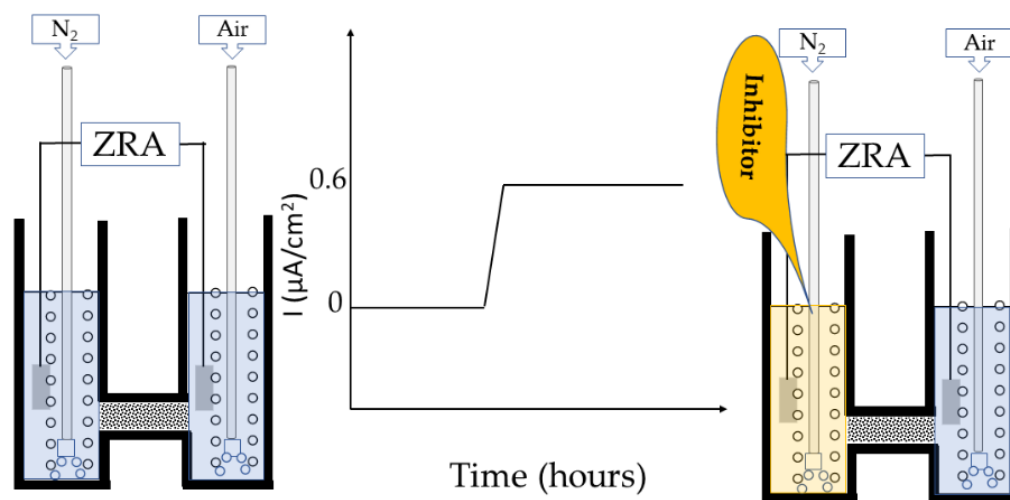 N₂
Air
ZRA
I (µA/cm²)
0.6
0
Time (hours)
Inhibitor
N₂
Air
ZRA